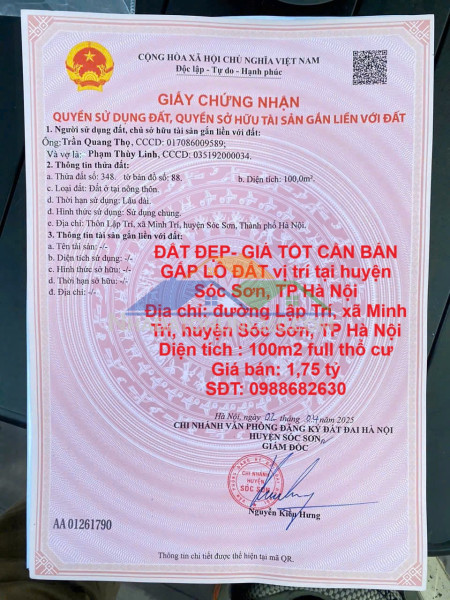 CỘNG HÒA XÃ HỘI CHỦ NGHĨA VIỆT NAM
Độc lập - Tự do - Hạnh phúc
GIẤY CHỨNG NHẬN
QUYỀN SỬ DỤNG ĐẤT, QUYỀN SỞ HỮU TÀI SẢN GẮN LIỀN VỚI ĐẤT
1. Người sử dụng đất, chủ sở hữu tài sản gắn liền với đất:
Ông: Trần Quang Thọ, CCCD: 017086009589;
Và vợ là: Phạm Thùy Linh, CCCD: 035192000034.
2. Thông tin thửa đất:
a. Thửa đất số: 348. tờ bản đồ số: 88. b. Diện tích: 100,0m².
c. Loại đất: Đất ở tại nông thôn.
d. Thời hạn sử dụng: Lâu dài.
đ. Hình thức sử dụng: Sử dụng chung.
e. Địa chỉ: Thôn Lập Trí, xã Minh Trí, huyện Sóc Sơn, Thành phố Hà Nội.
3. Thông tin tài sản gắn liền với đất:
a. Tên tài sản: -/-
b. Diện tích sử dụng: -/-
c. Hình thức sở hữu: -/-
d. Thời hạn sở hữu: -/-
đ. Địa chỉ: -/-
ĐẤT ĐẸP- GIÁ TỐT CẦN BÁN
GẤP LÔ ĐẤT vị trí tại huyện
Sóc Sơn, TP Hà Nội
Địa chỉ: đường Lập Trí, xã Minh
Trí, huyện Sóc Sơn, TP Hà Nội
Diện tích : 100m2 full thổ cư
Giá bán: 1,75 tỷ
SĐT: 0988682630
Hà Nội, ngày 02 tháng 04 năm 2025
CHI NHÁNH VĂN PHÒNG ĐĂNG KÝ ĐẤT ĐAI HÀ NỘI
HUYỆN SÓC SƠN
GIÁM ĐỐC
CHI NHÁNH
HUYỆN
SÓC SƠN
Nguyễn Kiều Hưng
AA 01261790
Thông tin chi tiết được thể hiện tại mã QR.